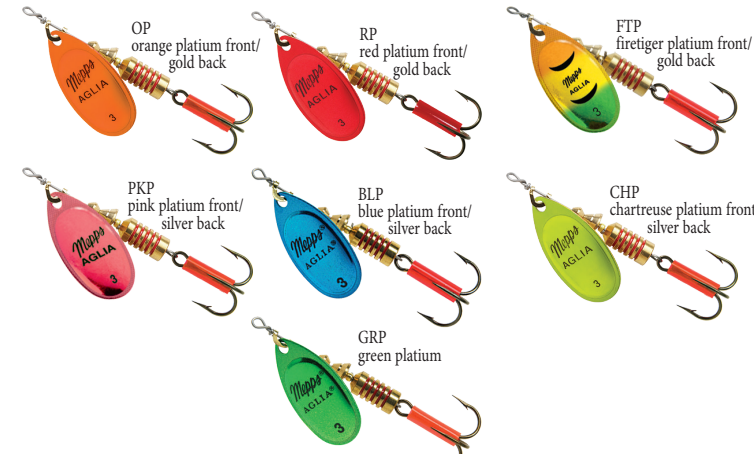 OP
orange platium front/
gold back
Mepps
AGLIA
3
RP
red platium front/
gold back
Mepps
AGLIA
3
FTP
firetiger platium front/
gold back
Mepps
AGLIA
3
PKP
pink platium front/
silver back
Mepps
AGLIA
3
BLP
blue platium front/
silver back
Mepps®
AGLIA®
3
CHP
chartreuse platium front
silver back
Mepps
AGLIA
3
GRP
green platium
Mepps®
AGLIA®
3